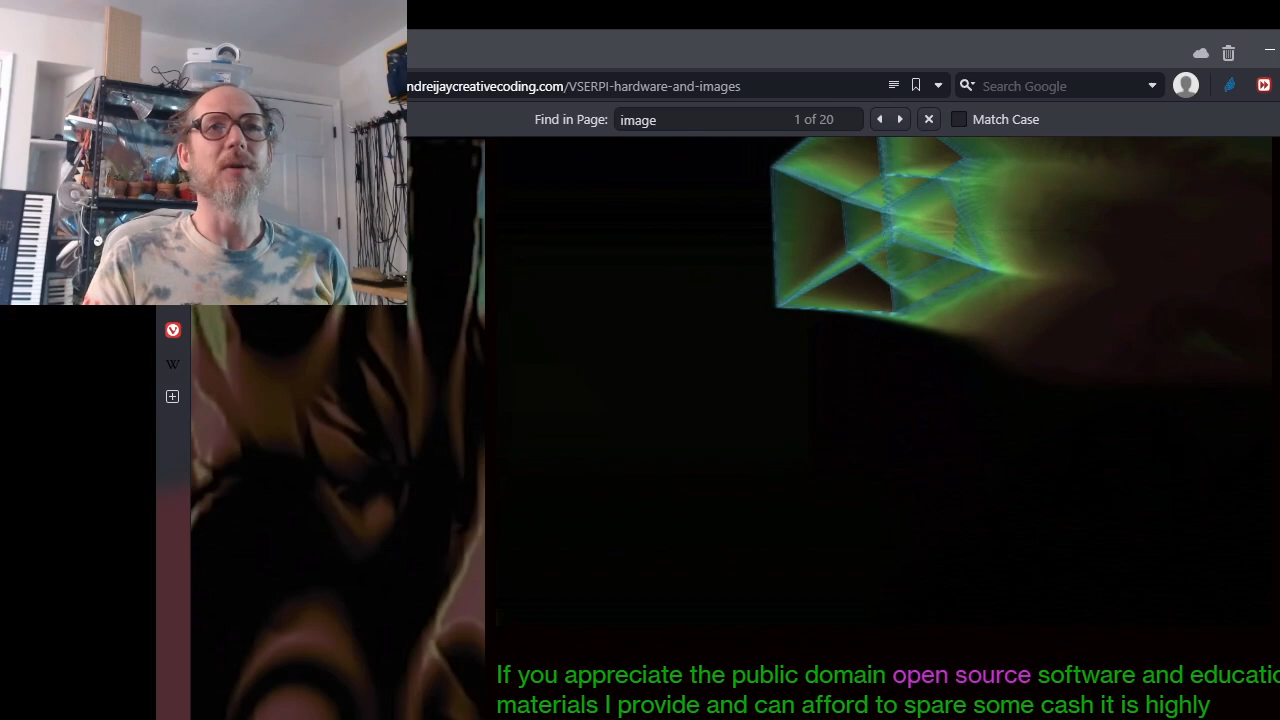 ndreijaycreativecoding.com/VSERPI-hardware-and-images
Search Google
Find in Page:
image
1 of 20
Match Case
W
If you appreciate the public domain open source software and educatio
materials I provide and can afford to spare some cash it is highly